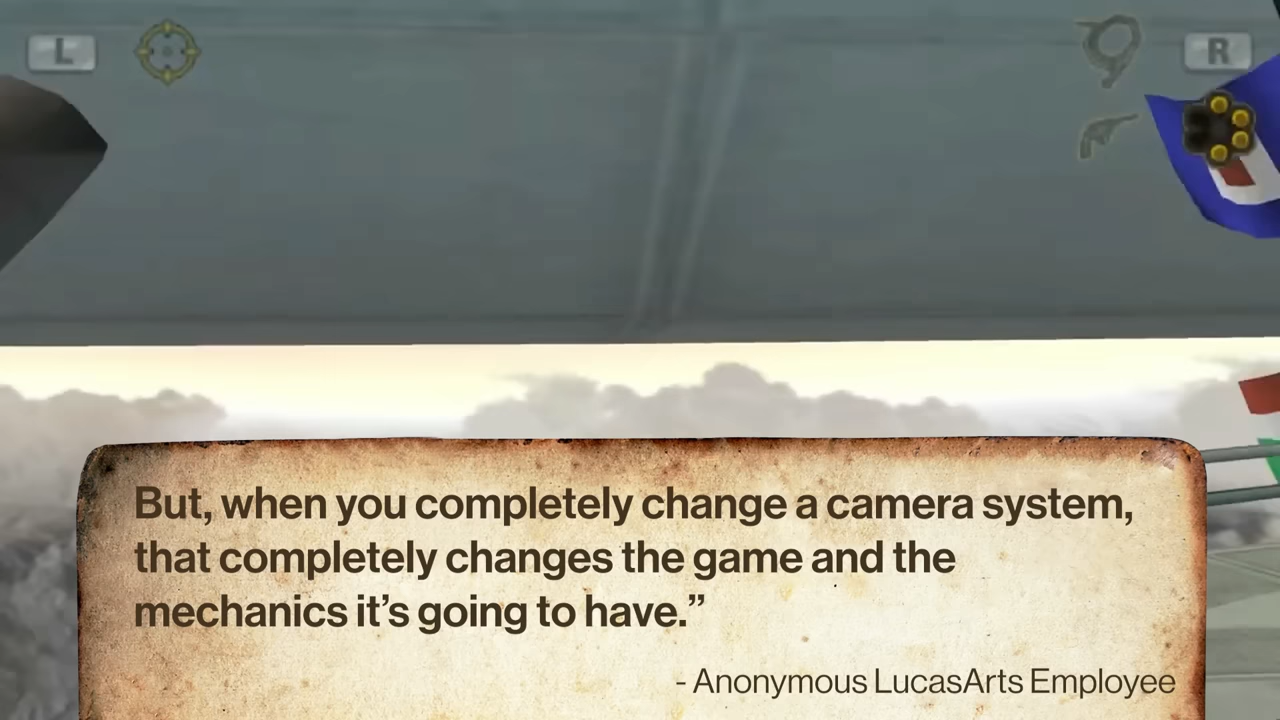 L
R
But, when you completely change a camera system,
that completely changes the game and the
mechanics it’s going to have.”
- Anonymous LucasArts Employee